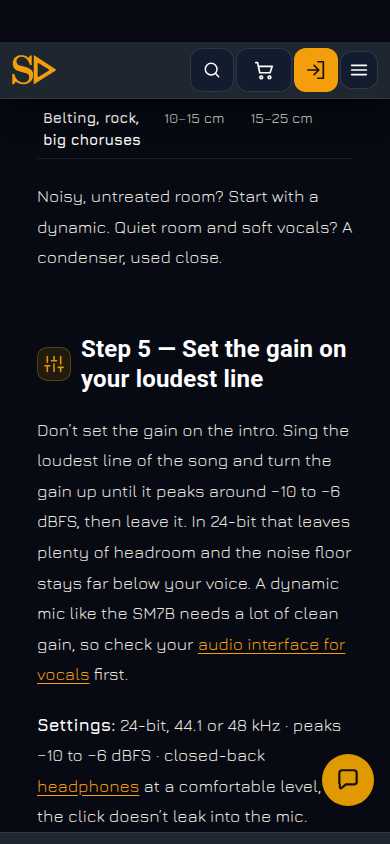 S
Belting, rock, 10–15 cm 15–25 cm
big choruses
Noisy, untreated room? Start with a
dynamic. Quiet room and soft vocals? A
condenser, used close.
Step 5 — Set the gain on
your loudest line
Don't set the gain on the intro. Sing the
loudest line of the song and turn the
gain up until it peaks around −10 to −6
dBFS, then leave it. In 24-bit that leaves
plenty of headroom and the noise floor
stays far below your voice. A dynamic
mic like the SM7B needs a lot of clean
gain, so check your audio interface for
vocals first.
Settings: 24-bit, 44.1 or 48 kHz · peaks
−10 to −6 dBFS · closed-back
headphones at a comfortable level,
the click doesn't leak into the mic.